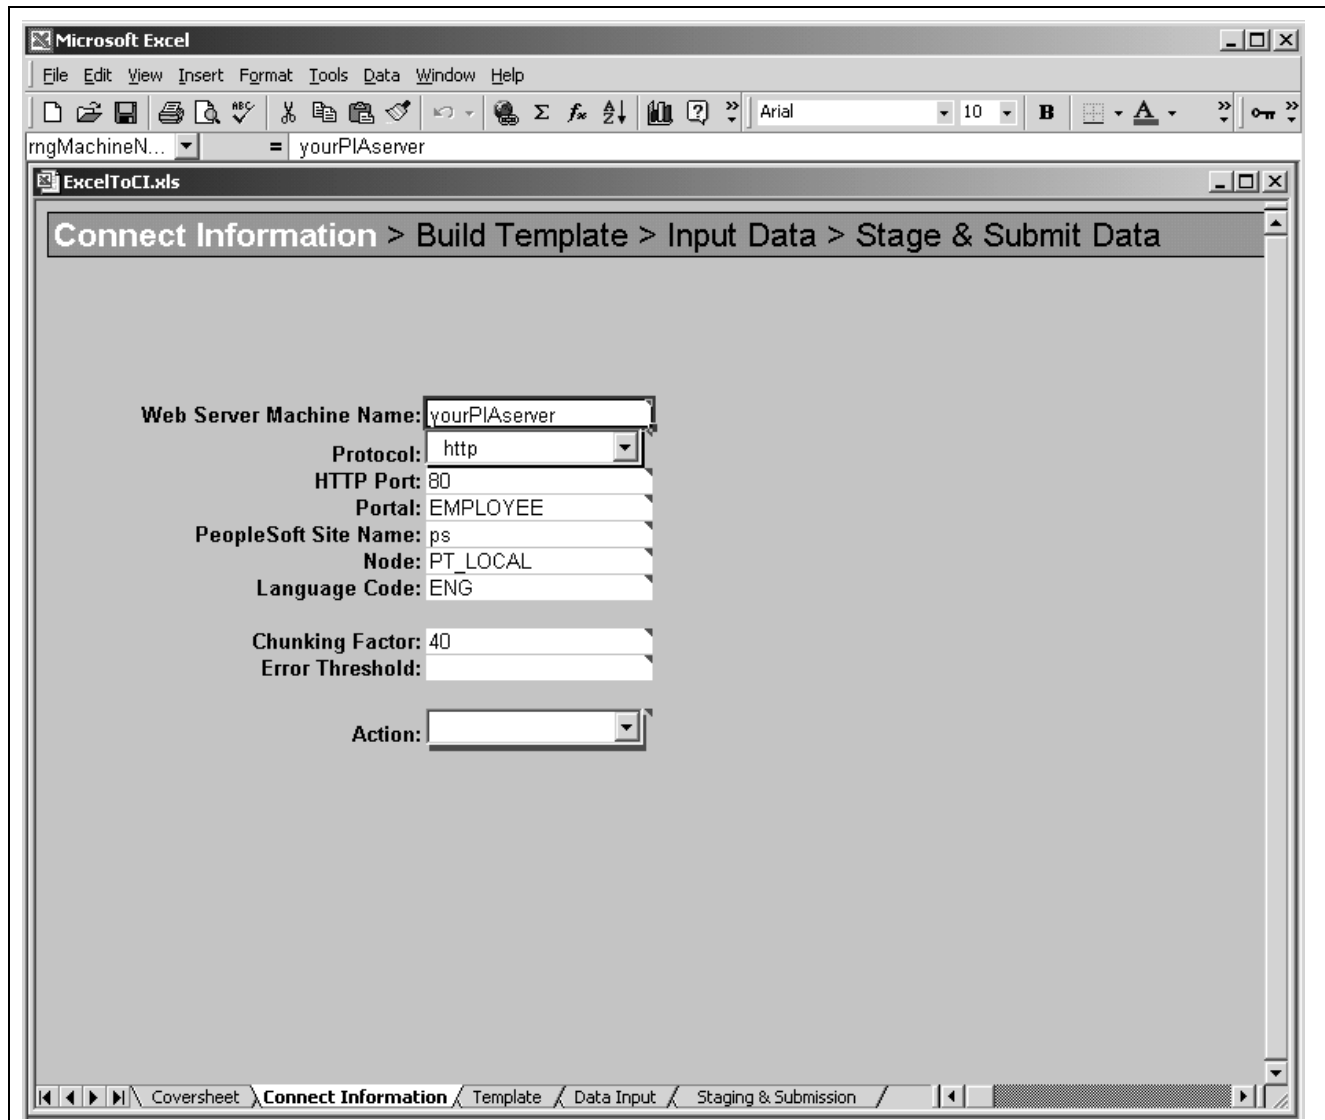 Microsoft Excel
File Edit View Insert Format Tools Data Window Help
Arial 10 B A
rngMachineN... = yourPIAserver
ExcelToCI.xls
Connect Information > Build Template > Input Data > Stage & Submit Data
Web Server Machine Name: yourPIAserver
Protocol: http
HTTP Port: 80
Portal: EMPLOYEE
PeopleSoft Site Name: ps
Node: PT_LOCAL
Language Code: ENG
Chunking Factor: 40
Error Threshold:
Action:
Coversheet Connect Information Template Data Input Staging & Submission